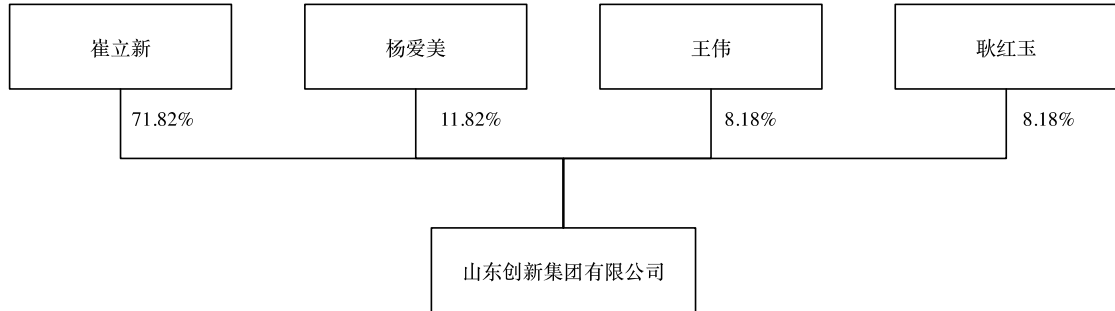 崔立新
杨爱美
王伟
耿红玉
71.82%
11.82%
8.18%
8.18%
山东创新集团有限公司